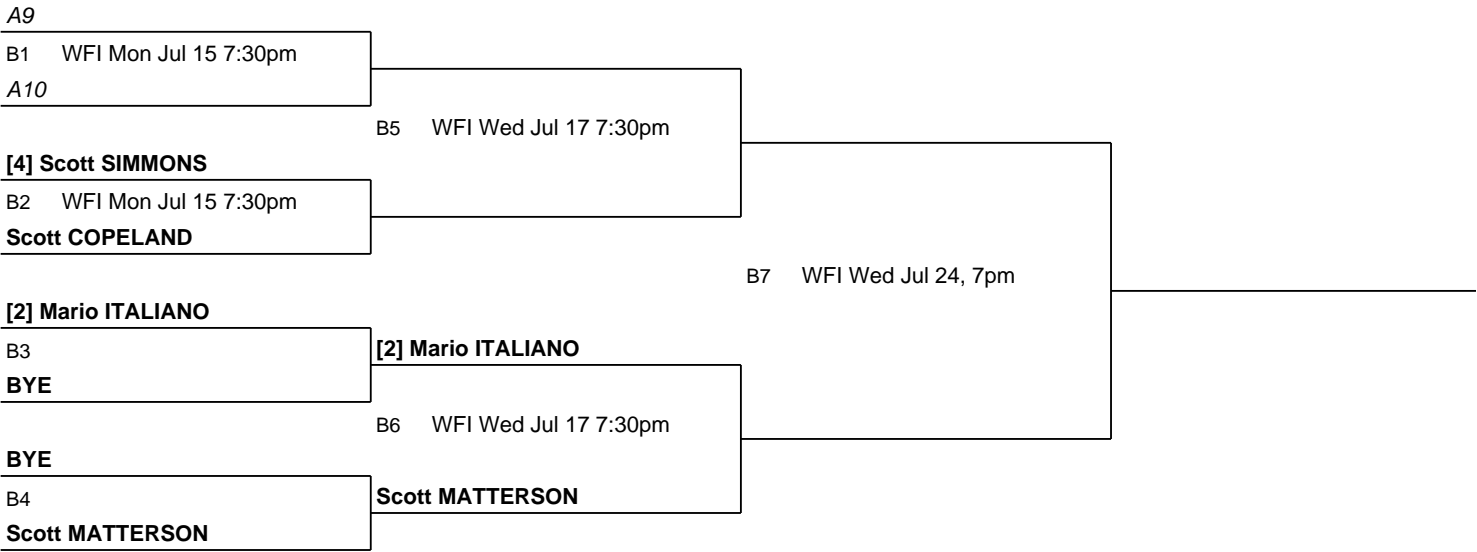 A9
B1 WFI Mon Jul 15 7:30pm
A10
B5 WFI Wed Jul 17 7:30pm
[4] Scott SIMMONS
B2 WFI Mon Jul 15 7:30pm
Scott COPELAND
B7 WFI Wed Jul 24, 7pm
[2] Mario ITALIANO
B3
[2] Mario ITALIANO
BYE
B6 WFI Wed Jul 17 7:30pm
BYE
B4
Scott MATTERSON
Scott MATTERSON